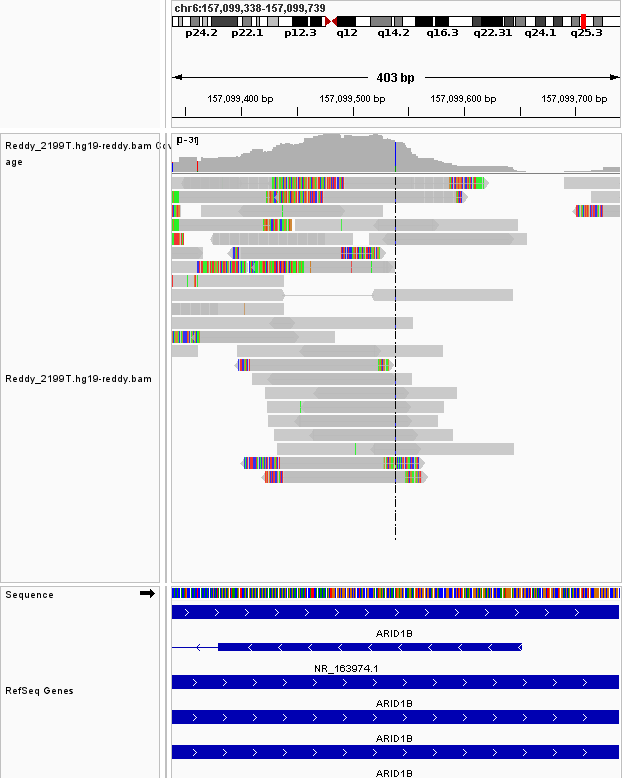 chr6:157,099,338-157,099,739
p24.2 p22.1 p12.3 q12 q14.2 q16.3 q22.31 q24.1 q25.3
403 bp
157,099,400 bp 157,099,500 bp 157,099,600 bp 157,099,700 bp
Reddy_2199T.hg19-reddy.bam Cov
age
[0-31]
Reddy_2199T.hg19-reddy.bam
Sequence
ARID1B
NR_163974.1
RefSeq Genes
ARID1B
ARID1B
ARID1B